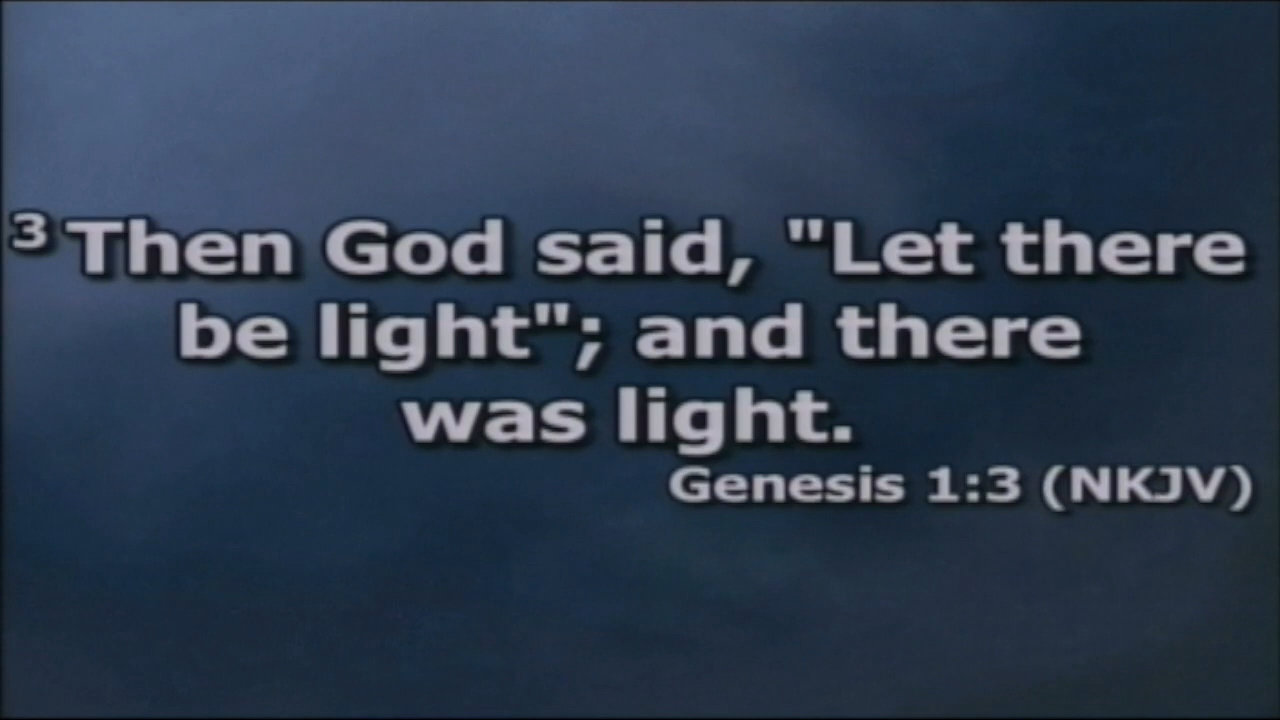 3 Then God said, "Let there
be light"; and there
was light.
Genesis 1:3 (NKJV)